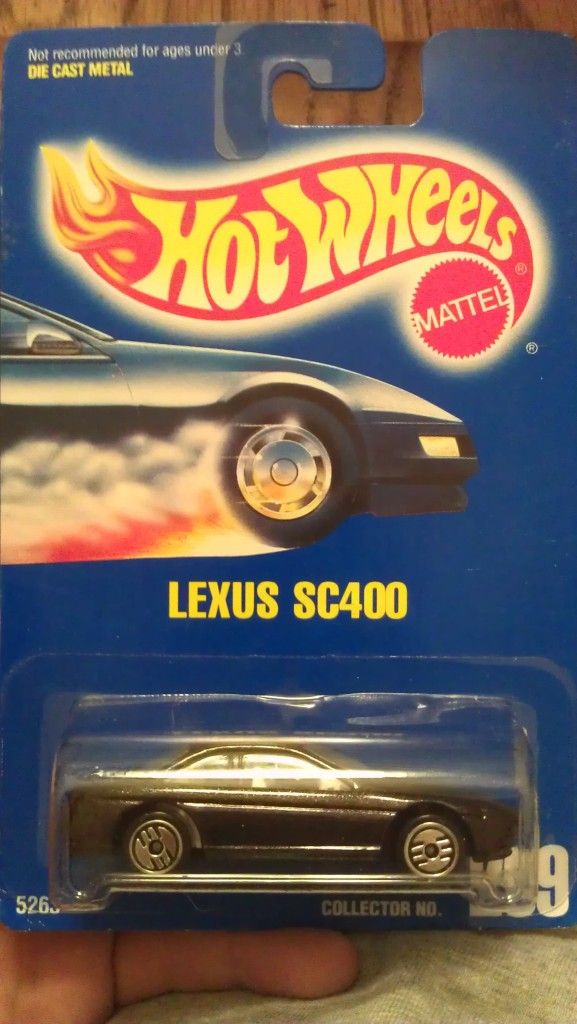 Not recommended for ages under 3.
DIE CAST METAL
HOT WHEELS ®
MATTEL ®
LEXUS SC400
COLLECTOR NO.